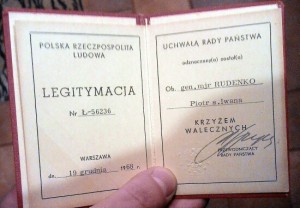 POLSKA RZECZPOSPOLITA
LUDOWA
LEGITYMACJA
Nr Ł-56236
WARSZAWA
dn. 19 grudnia
UCHWAŁĄ RADY PAŃSTWA
odznaczony(a) został(a)
Ob. gen.mjr RUDENKO
Piotr s.Iwana
KRZYŻEM
WALECZNYCH
PRZEWODNICZĄCY
RADY PAŃSTWA